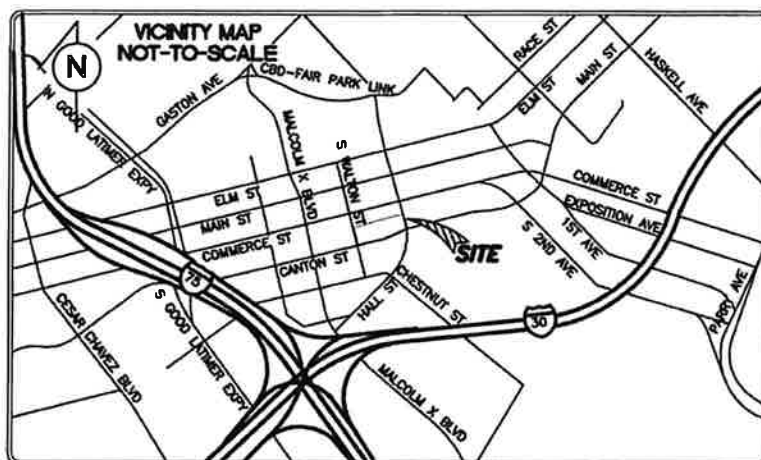 VICINITY MAP
NOT-TO-SCALE
N
RACE ST
ELM ST
MAIN ST
HASKELL AVE
CBD-FAIR PARK LINK
GASTON AVE
N GOOD LATIMER EXPY
MALCOLM X BLVD
S WALTON ST
ELM ST
MAIN ST
COMMERCE ST
CANTON ST
COMMERCE ST
EXPOSITION AVE
1ST AVE
S 2ND AVE
SITE
75
S GOOD LATIMER EXPY
CESAR CHAVEZ BLVD
HALL ST
CHESTNUT ST
30
PARRY AVE
MALCOLM X BLVD